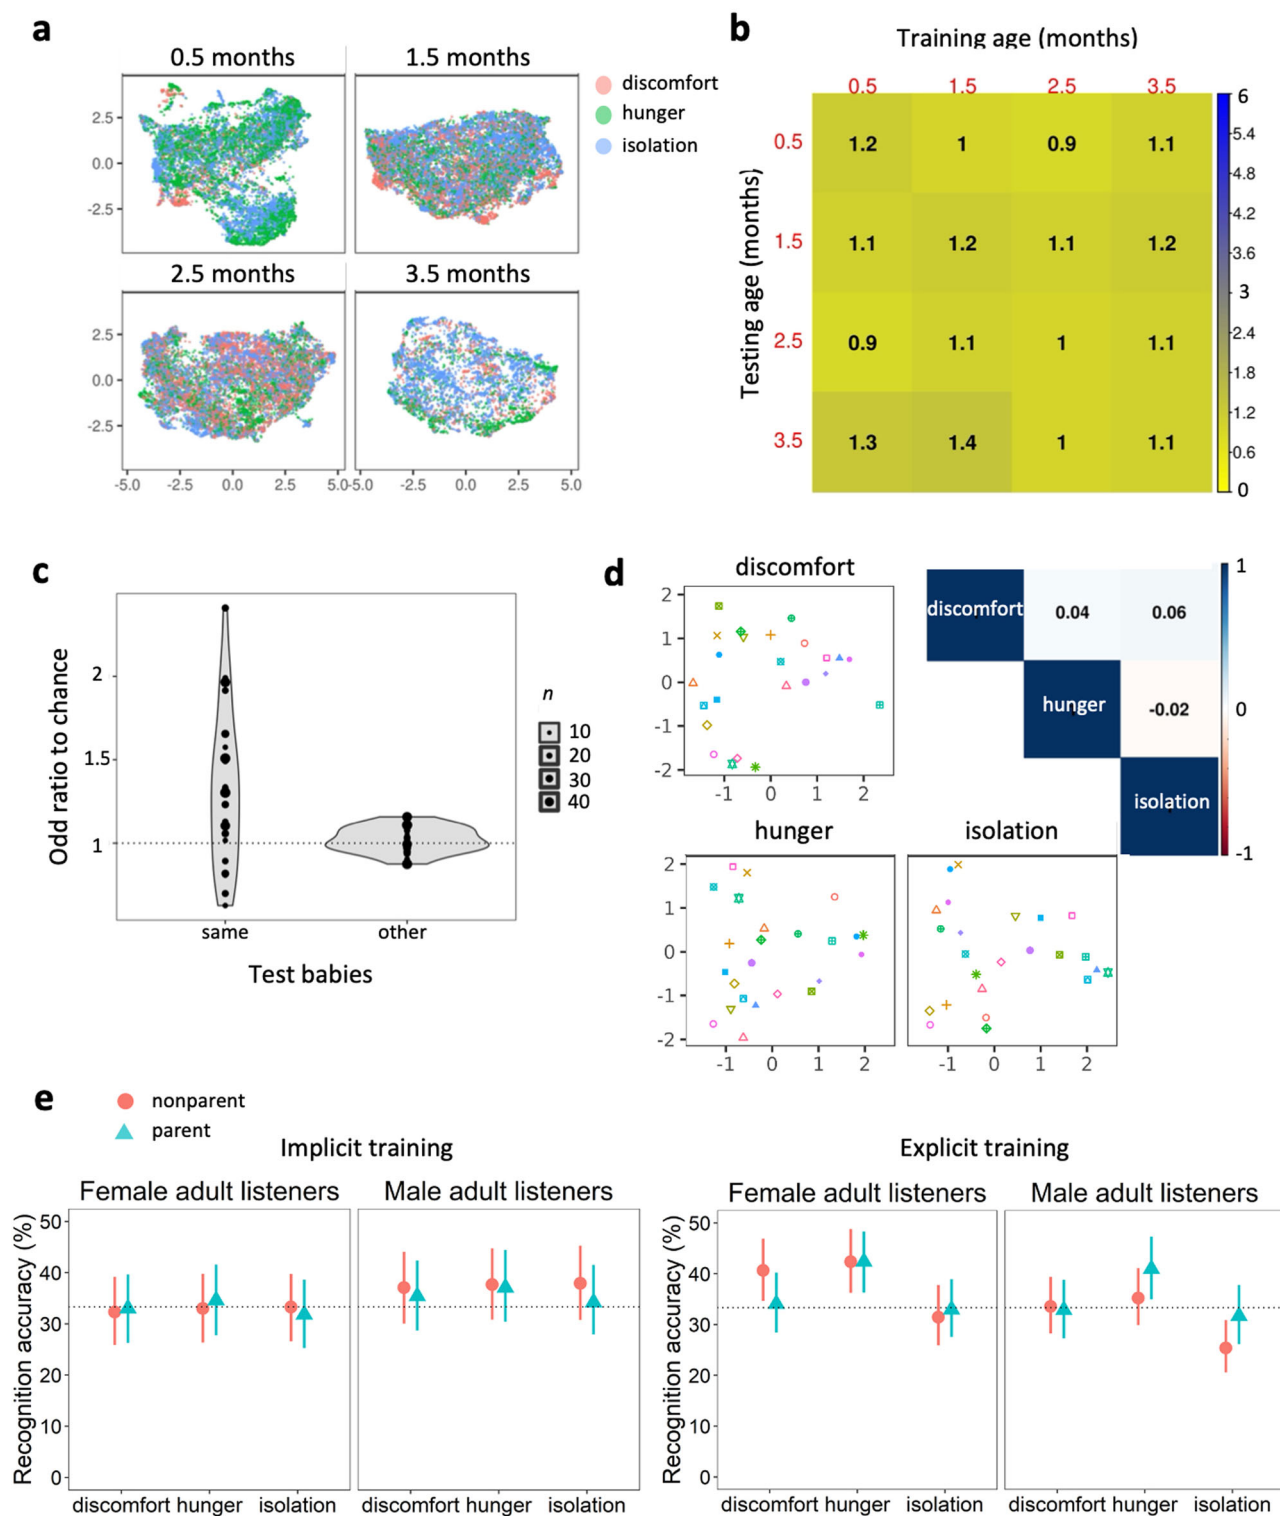 a
0.5 months
1.5 months
discomfort
hunger
isolation
2.5
0.0
-2.5
2.5 months
3.5 months
2.5
0.0
-2.5
-5.0 -2.5 0.0 2.5 5.0 -5.0 -2.5 0.0 2.5 5.0
b
Training age (months)
0.5 1.5 2.5 3.5
Testing age (months)
0.5 1.2 1 0.9 1.1
1.5 1.1 1.2 1.1 1.2
2.5 0.9 1.1 1 1.1
3.5 1.3 1.4 1 1.1
6
5.4
4.8
4.2
3.6
3
2.4
1.8
1.2
0.6
0
c
Odd ratio to chance
2
1.5
1
same other
Test babies
n
10
20
30
40
d
discomfort
2
1
0
-1
-2
-1 0 1 2
discomfort 0.04 0.06
hunger -0.02
isolation
1
0
-1
hunger
isolation
2
1
0
-1
-2
-1 0 1 2
-1 0 1 2
e
nonparent
parent
Implicit training
Female adult listeners Male adult listeners
Recognition accuracy (%)
50
40
30
20
10
0
discomfort hunger isolation discomfort hunger isolation
Explicit training
Female adult listeners Male adult listeners
Recognition accuracy (%)
50
40
30
20
10
0
discomfort hunger isolation discomfort hunger isolation